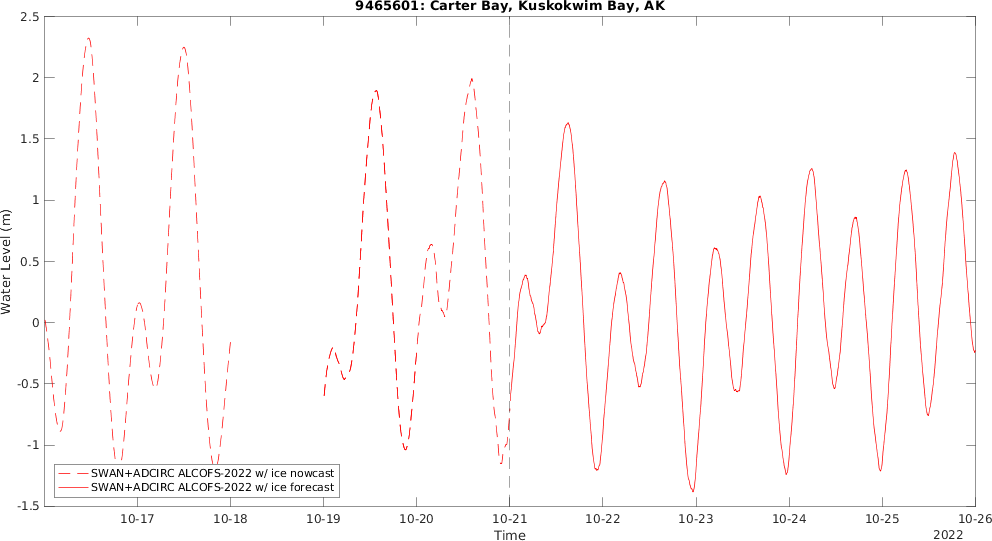 9465601: Carter Bay, Kuskokwim Bay, AK
2.5
2
1.5
1
0.5
0
-0.5
-1
-1.5
Water Level (m)
SWAN+ADCIRC ALCOFS-2022 w/ ice nowcast
SWAN+ADCIRC ALCOFS-2022 w/ ice forecast
10-17 10-18 10-19 10-20 10-21 10-22 10-23 10-24 10-25 10-26
Time
2022